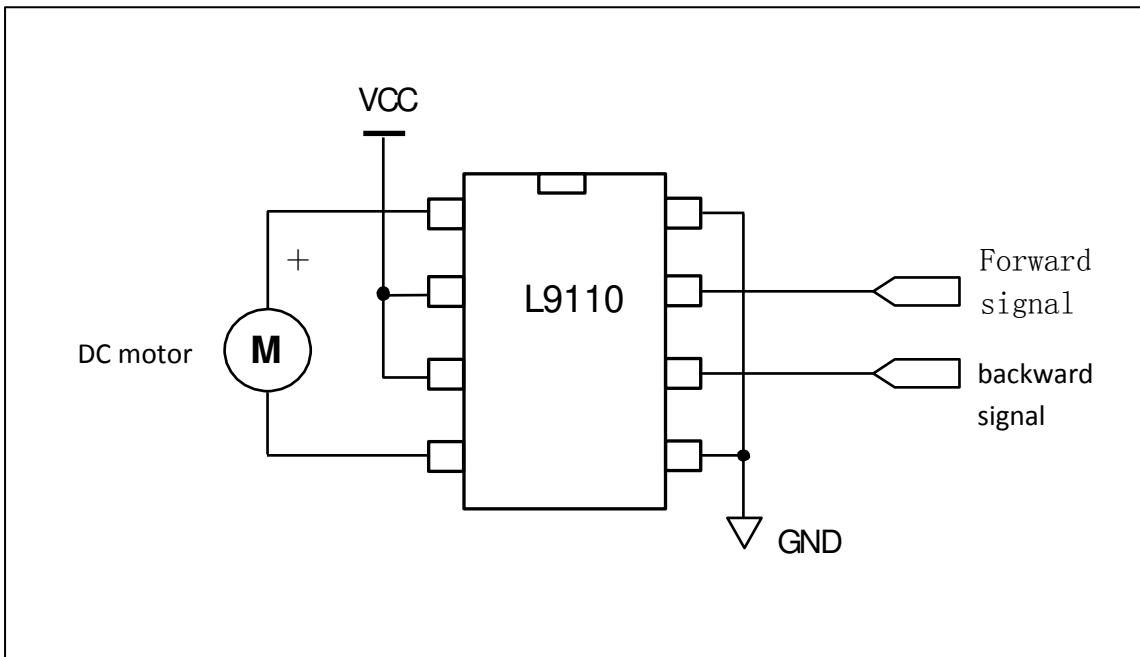 VCC
+
L9110
DC motor
M
Forward
signal
backward
signal
GND